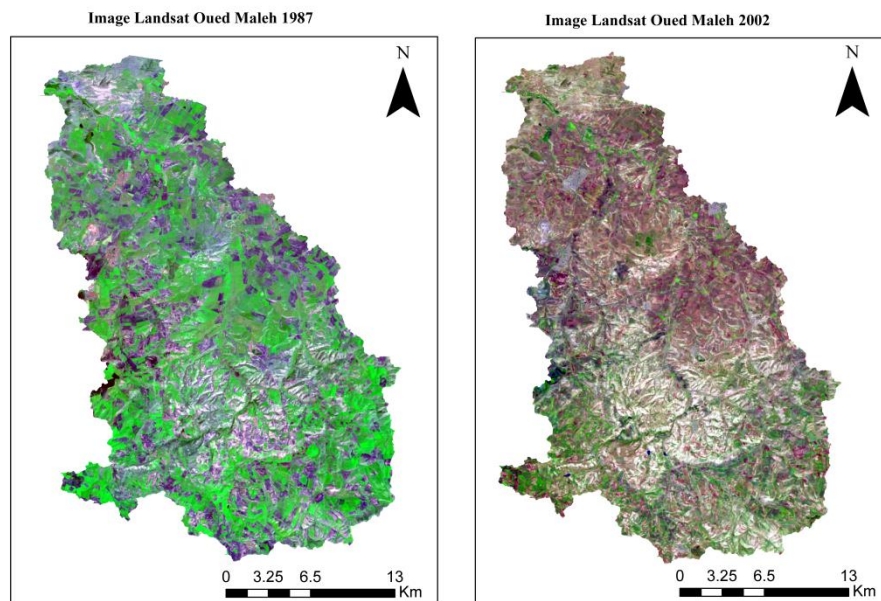 Image Landsat Oued Maleh 1987
N
0 3.25 6.5 13
Km
Image Landsat Oued Maleh 2002
N
0 3.25 6.5 13
Km